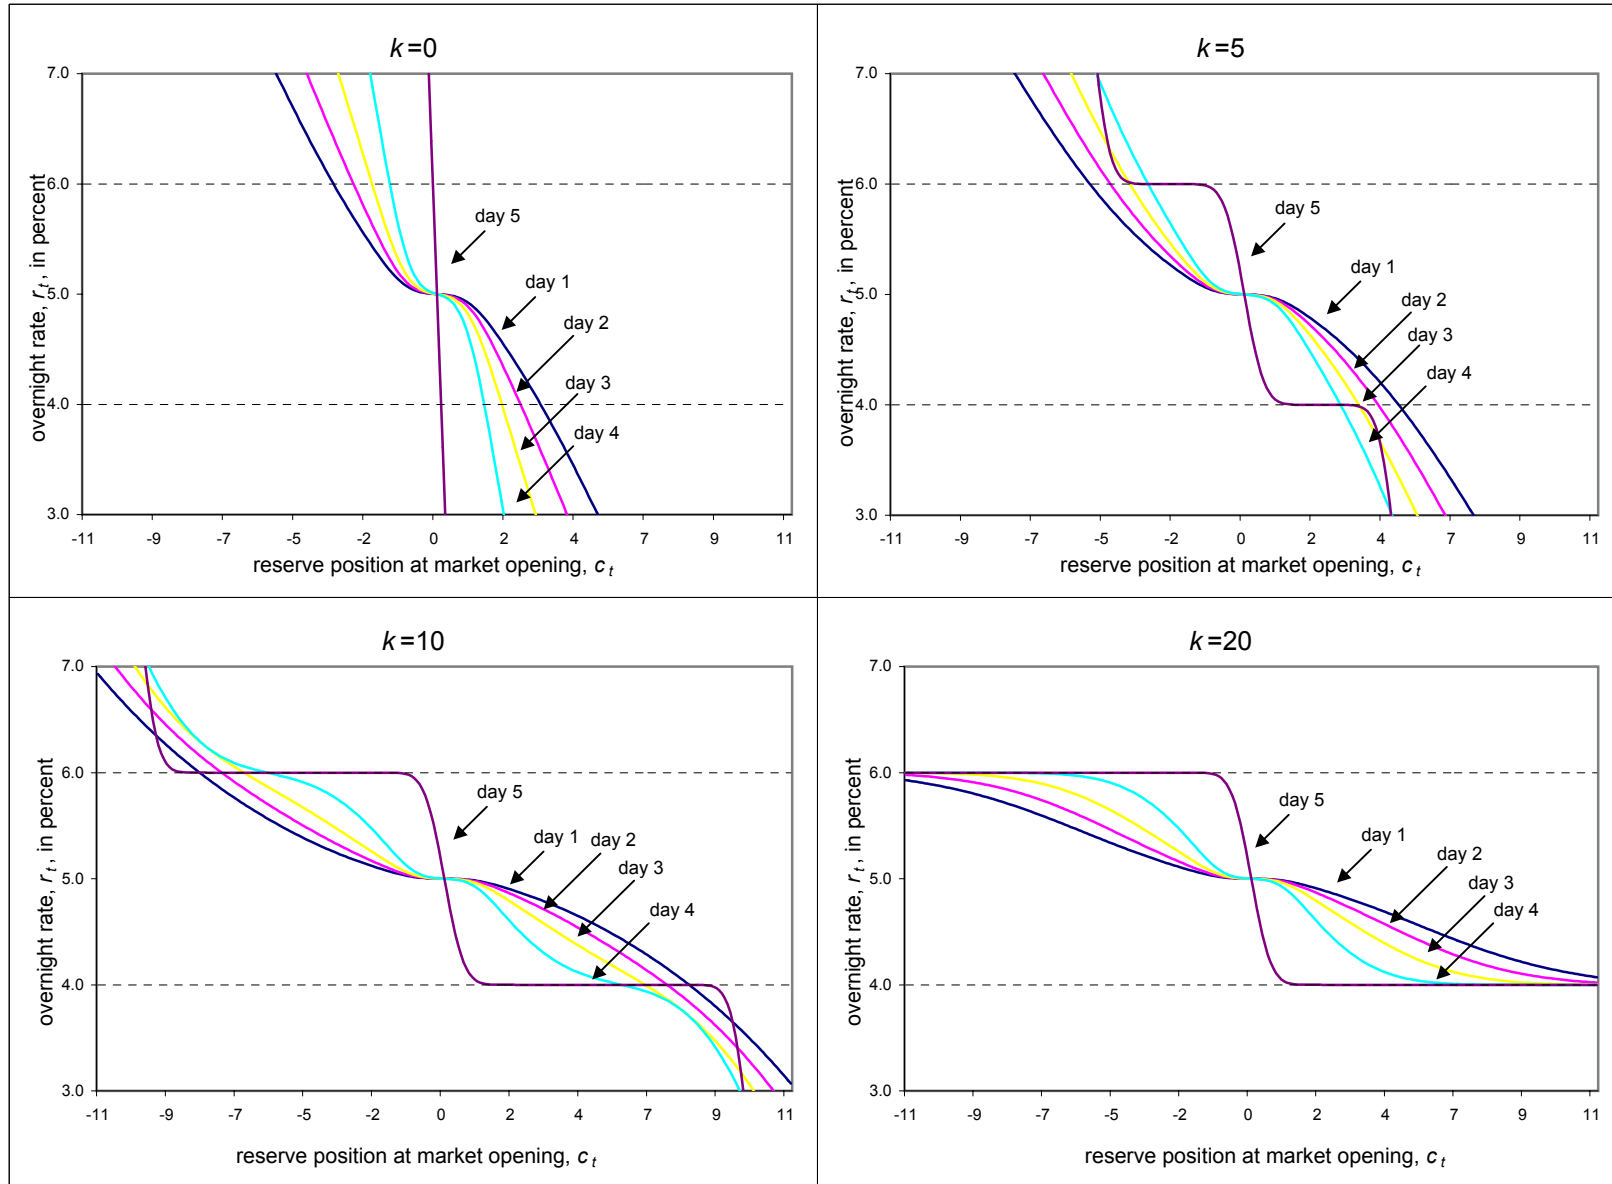 k=0
7.0
6.0
5.0
4.0
3.0
overnight rate, r t, in percent
day 5
day 1
day 2
day 3
day 4
-11 -9 -7 -5 -2 0 2 4 7 9 11
reserve position at market opening, c t
k=5
7.0
6.0
5.0
4.0
3.0
overnight rate, r t, in percent
day 5
day 1
day 2
day 3
day 4
-11 -9 -7 -5 -2 0 2 4 7 9 11
reserve position at market opening, c t
k=10
7.0
6.0
5.0
4.0
3.0
overnight rate, r t, in percent
day 5
day 1
day 2
day 3
day 4
-11 -9 -7 -5 -2 0 2 4 7 9 11
reserve position at market opening, c t
k=20
7.0
6.0
5.0
4.0
3.0
overnight rate, r t, in percent
day 5
day 1
day 2
day 3
day 4
-11 -9 -7 -5 -2 0 2 4 7 9 11
reserve position at market opening, c t